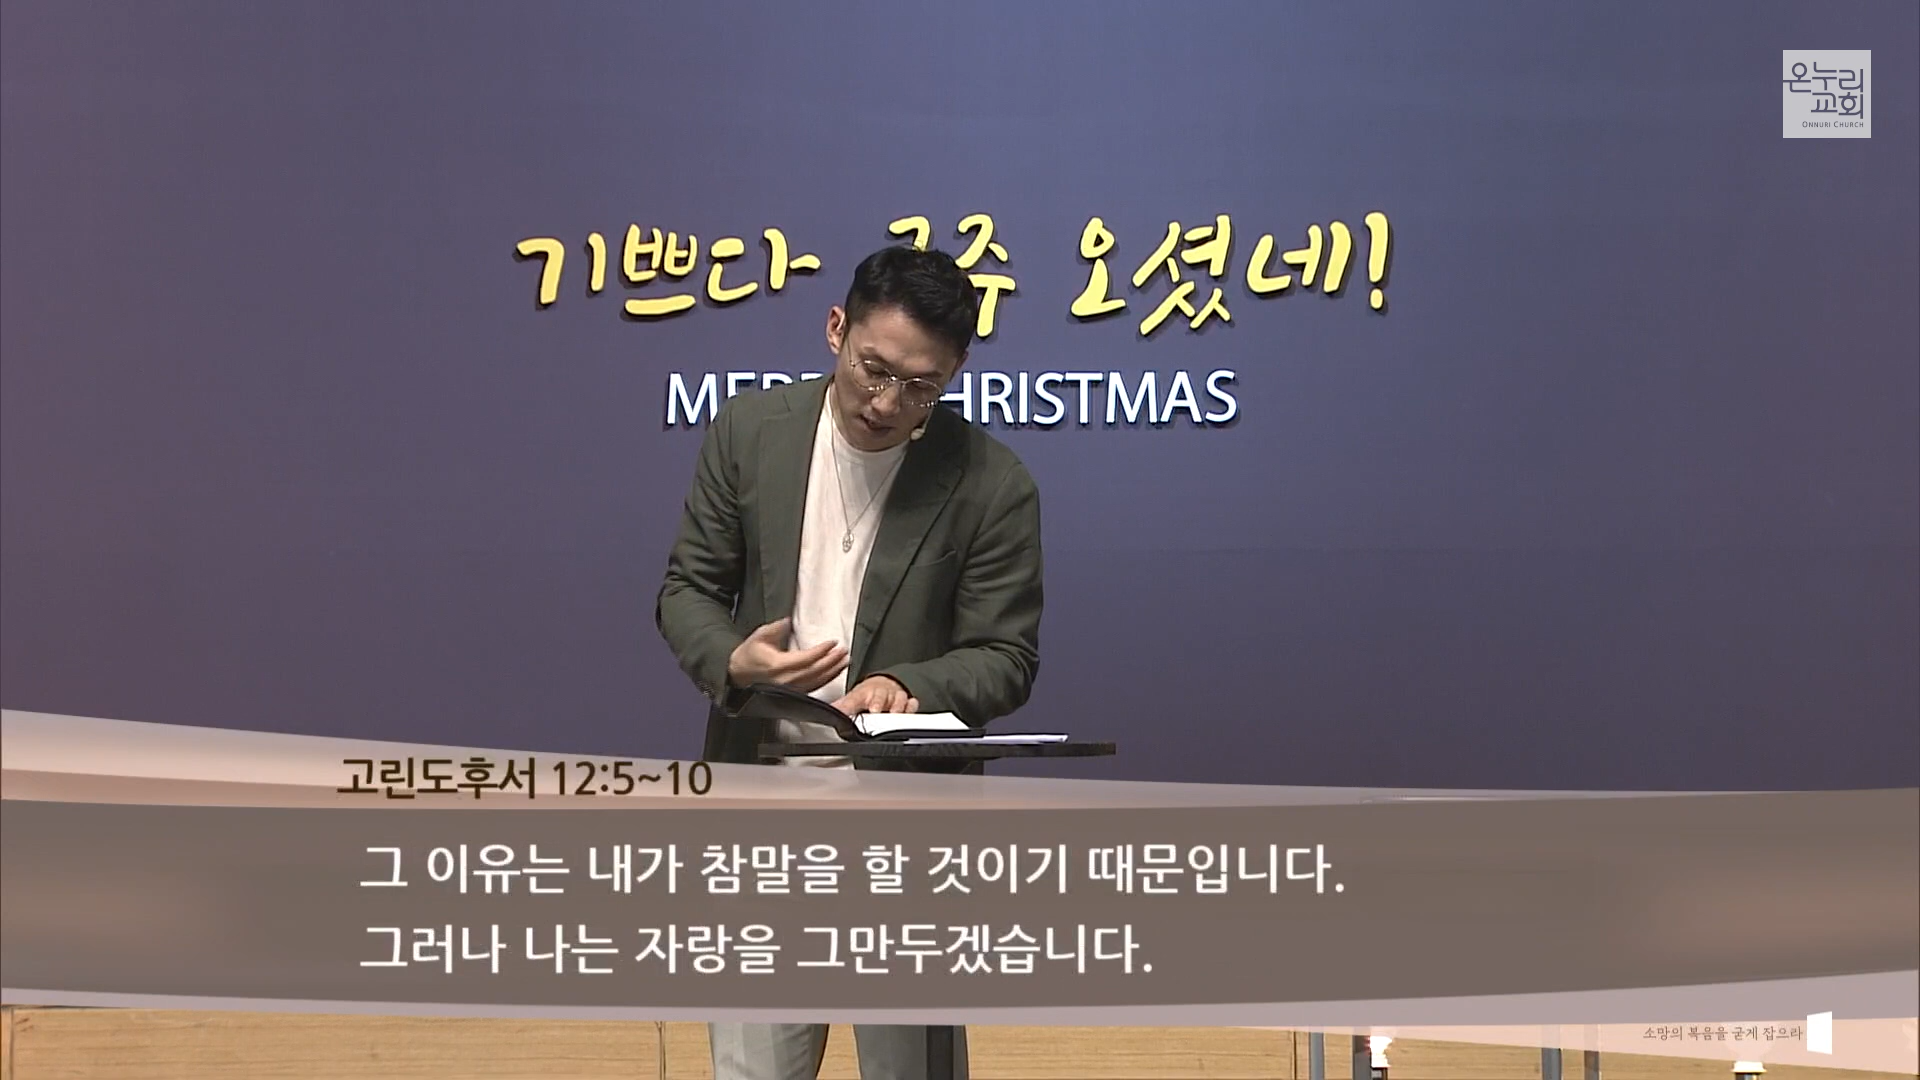 온누리
교회
ONNURI CHURCH
기쁘다 구주 오셨네!
CHRISTMAS
고린도후서 12:5~10
그 이유는 내가 참말을 할 것이기 때문입니다.
그러나 나는 자랑을 그만두겠습니다.
소망의 복음을 굳게 잡으라